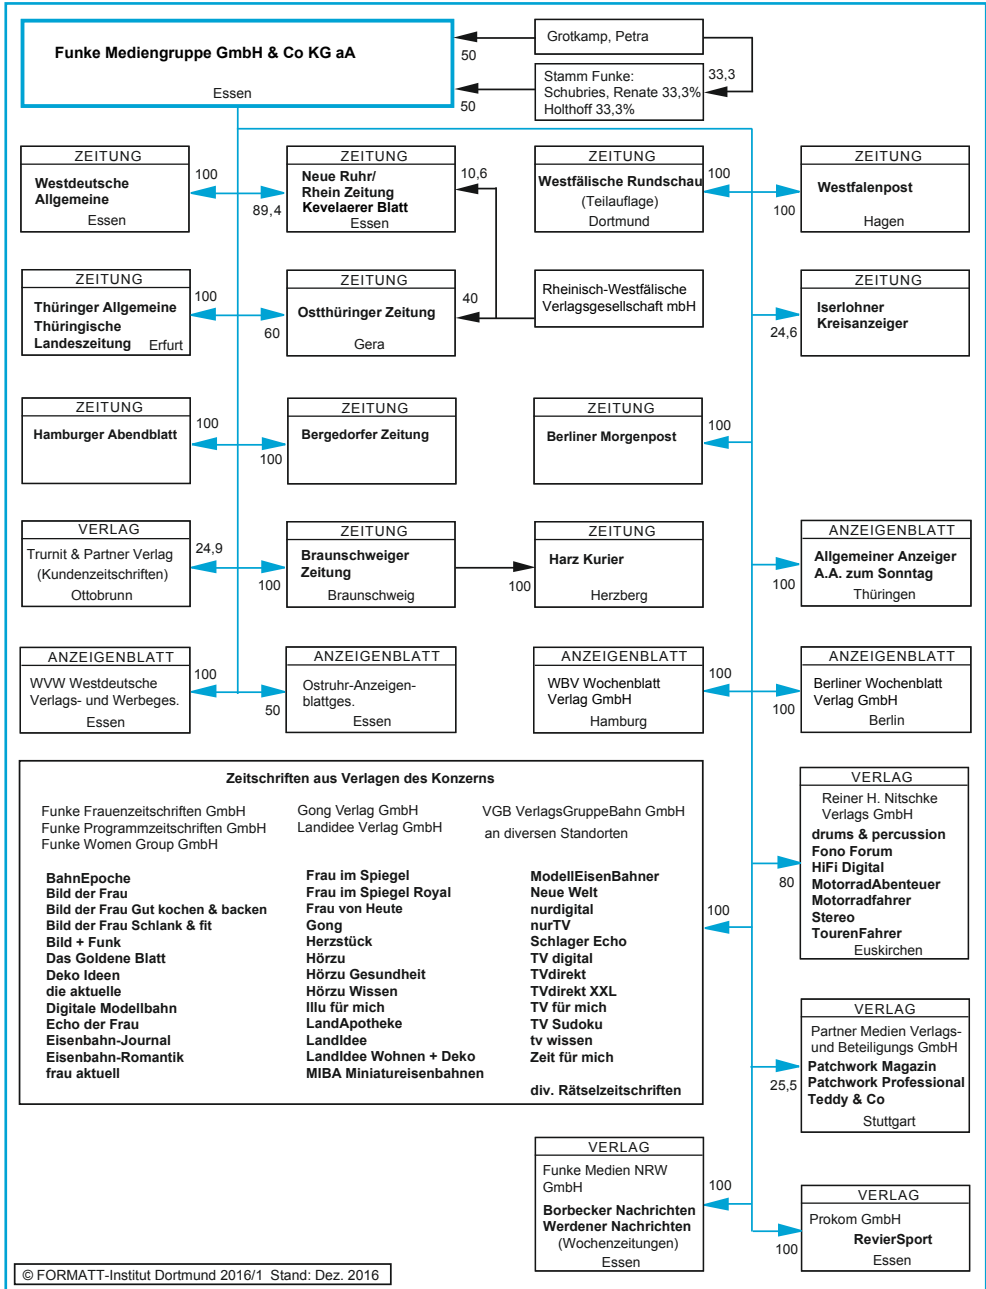 Funke Mediengruppe GmbH & Co KG aA
Essen
50
50
Grotkamp, Petra
Stamm Funke:
Schubries, Renate 33,3%
Holthoff 33,3%
33,3
ZEITUNG
Westdeutsche
Allgemeine
Essen
100
89,4
ZEITUNG
Neue Ruhr/
Rhein Zeitung
Kevelaerer Blatt
Essen
10,6
ZEITUNG
Westfälische Rundschau
(Teilauflage)
Dortmund
100
100
ZEITUNG
Westfalenpost
Hagen
ZEITUNG
Thüringer Allgemeine
Thüringische
Landeszeitung Erfurt
100
60
ZEITUNG
Ostthüringer Zeitung
Gera
40
Rheinisch-Westfälische
Verlagsgesellschaft mbH
24,6
ZEITUNG
Iserlohner
Kreisanzeiger
ZEITUNG
Hamburger Abendblatt
100
100
ZEITUNG
Bergedorfer Zeitung
ZEITUNG
Berliner Morgenpost
100
VERLAG
Trurnit & Partner Verlag
(Kundenzeitschriften)
Ottobrunn
24,9
100
ZEITUNG
Braunschweiger
Zeitung
Braunschweig
100
ZEITUNG
Harz Kurier
Herzberg
100
ANZEIGENBLATT
Allgemeiner Anzeiger
A.A. zum Sonntag
Thüringen
ANZEIGENBLATT
WVW Westdeutsche
Verlags- und Werbeges.
Essen
100
50
ANZEIGENBLATT
Ostruhr-Anzeigen-
blattges.
Essen
ANZEIGENBLATT
WBV Wochenblatt
Verlag GmbH
Hamburg
100
100
ANZEIGENBLATT
Berliner Wochenblatt
Verlag GmbH
Berlin
Zeitschriften aus Verlagen des Konzerns
Funke Frauenzeitschriften GmbH
Funke Programmzeitschriften GmbH
Funke Women Group GmbH
Gong Verlag GmbH
Landidee Verlag GmbH
VGB VerlagsGruppeBahn GmbH
an diversen Standorten
BahnEpoche
Bild der Frau
Bild der Frau Gut kochen & backen
Bild der Frau Schlank & fit
Bild + Funk
Das Goldene Blatt
Deko Ideen
die aktuelle
Digitale Modellbahn
Echo der Frau
Eisenbahn-Journal
Eisenbahn-Romantik
frau aktuell
Frau im Spiegel
Frau im Spiegel Royal
Frau von Heute
Gong
Herzstück
Hörzu
Hörzu Gesundheit
Hörzu Wissen
Illu für mich
LandApotheke
LandIdee
LandIdee Wohnen + Deko
MIBA Miniatureisenbahnen
ModellEisenBahner
Neue Welt
nurdigital
nurTV
Schlager Echo
TV digital
TVdirekt
TVdirekt XXL
TV für mich
TV Sudoku
tv wissen
Zeit für mich
div. Rätselzeitschriften
100
80
VERLAG
Reiner H. Nitschke
Verlags GmbH
drums & percussion
Fono Forum
HiFi Digital
MotorradAbenteuer
Motorradfahrer
Stereo
TourenFahrer
Euskirchen
25,5
VERLAG
Partner Medien Verlags-
und Beteiligungs GmbH
Patchwork Magazin
Patchwork Professional
Teddy & Co
Stuttgart
VERLAG
Funke Medien NRW
GmbH
Borbecker Nachrichten
Werdener Nachrichten
(Wochenzeitungen)
Essen
100
100
VERLAG
Prokom GmbH
RevierSport
Essen
© FORMATT-Institut Dortmund 2016/1 Stand: Dez. 2016